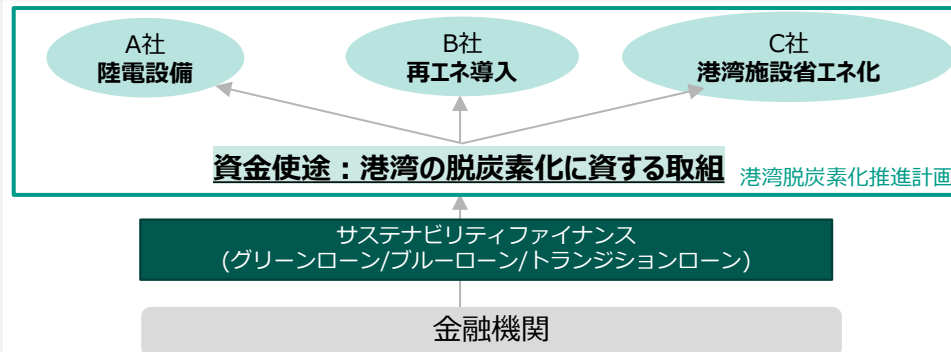 A社
陸電設備
B社
再エネ導入
C社
港湾施設省エネ化
資金使途：港湾の脱炭素化に資する取組
港湾脱炭素化推進計画
サステナビリティファイナンス
(グリーンローン/ブルーローン/トランジションローン)
金融機関